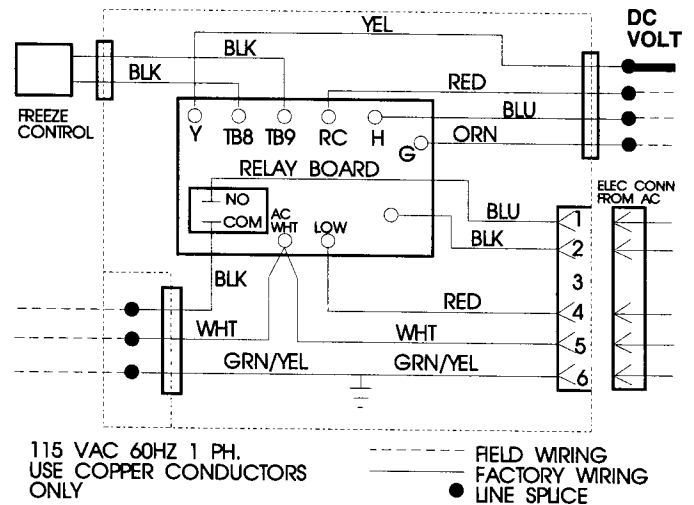 YEL
DC
VOLT
BLK
BLK
RED
FREEZE
CONTROL
BLU
Y TB8 TB9 RC H
ORN
G
RELAY BOARD
ELEC CONN
FROM AC
NO
COM
AC
WHT
LOW
BLU
1
BLK
2
BLK
3
RED
4
WHT
WHT
5
GRN/YEL
GRN/YEL
6
115 VAC 60HZ 1 PH.
USE COPPER CONDUCTORS
ONLY
FIELD WIRING
FACTORY WIRING
LINE SPLICE